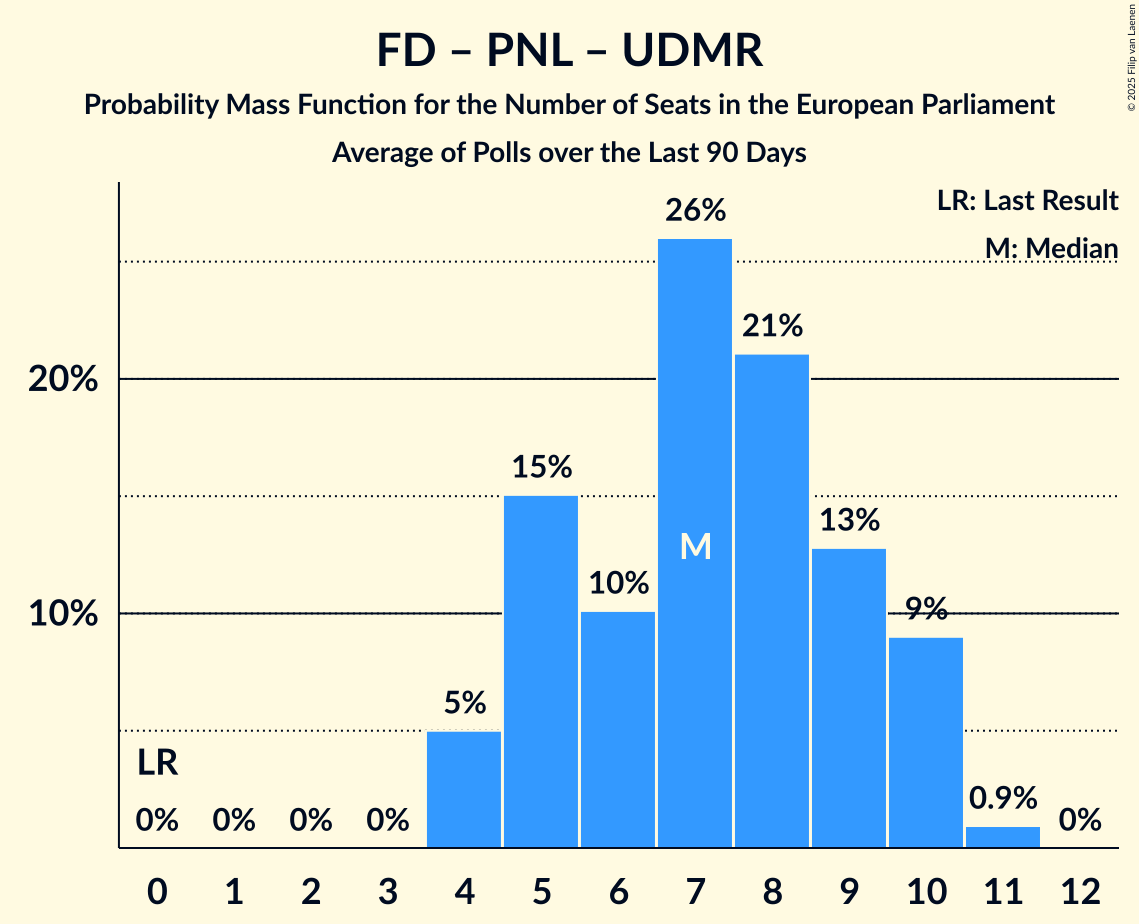 FD – PNL – UDMR
Probability Mass Function for the Number of Seats in the European Parliament
Average of Polls over the Last 90 Days
© 2025 Filip van Laenen
LR: Last Result
M: Median
26%
21%
20%
15%
13%
M
10%
10%
9%
5%
LR
0% 0% 0% 0% 0.9% 0%
0 1 2 3 4 5 6 7 8 9 10 11 12